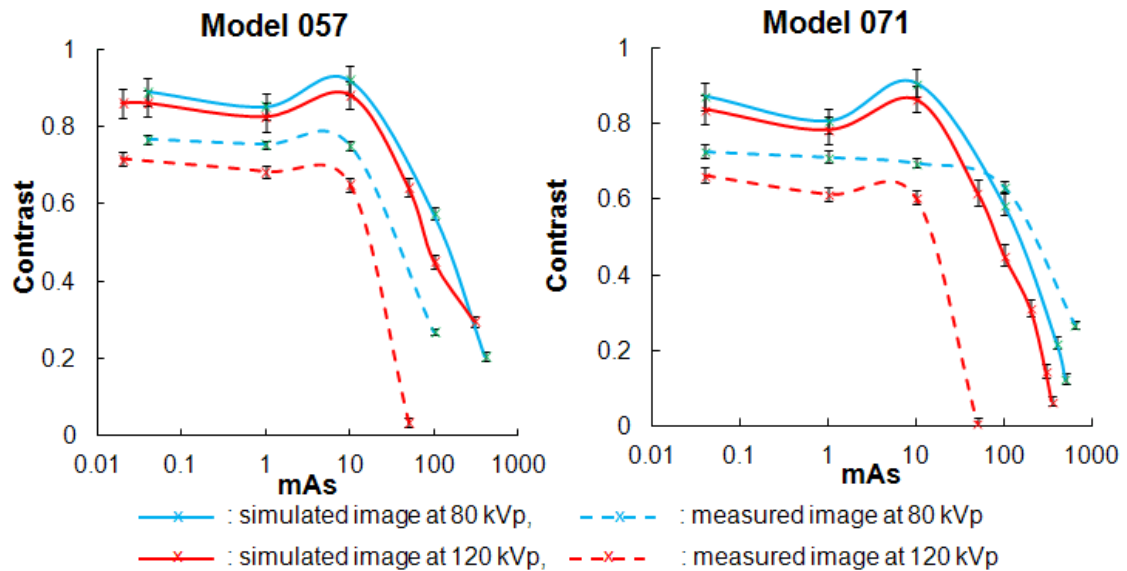 Model 057
1
0.8
0.6
0.4
0.2
0
Contrast
0.01 0.1 1 10 100 1000
mAs
Model 071
1
0.8
0.6
0.4
0.2
0
Contrast
0.01 0.1 1 10 100 1000
mAs
: simulated image at 80 kVp, : measured image at 80 kVp
: simulated image at 120 kVp, : measured image at 120 kVp